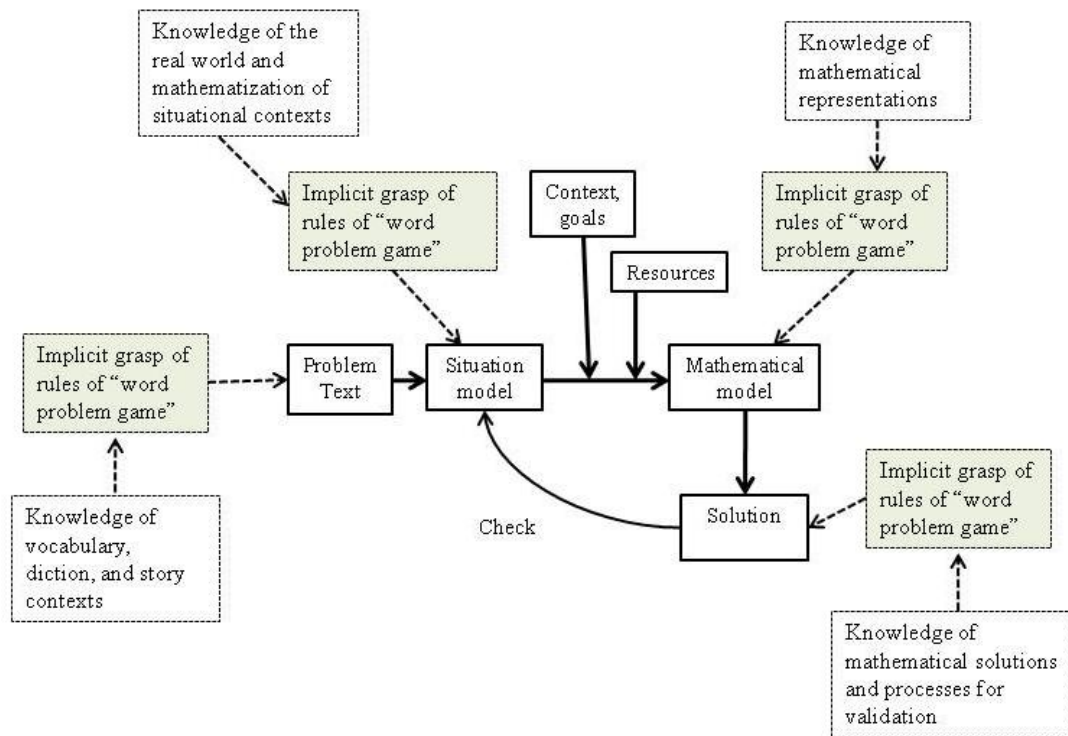 Knowledge of the
real world and
mathematization of
situational contexts
Knowledge of
mathematical
representations
Implicit grasp of
rules of “word
problem game”
Context,
goals
Implicit grasp of
rules of “word
problem game”
Resources
Implicit grasp of
rules of “word
problem game”
Problem
Text
Situation
model
Mathematical
model
Knowledge of
vocabulary,
diction, and story
contexts
Check
Solution
Implicit grasp of
rules of “word
problem game”
Knowledge of
mathematical solutions
and processes for
validation